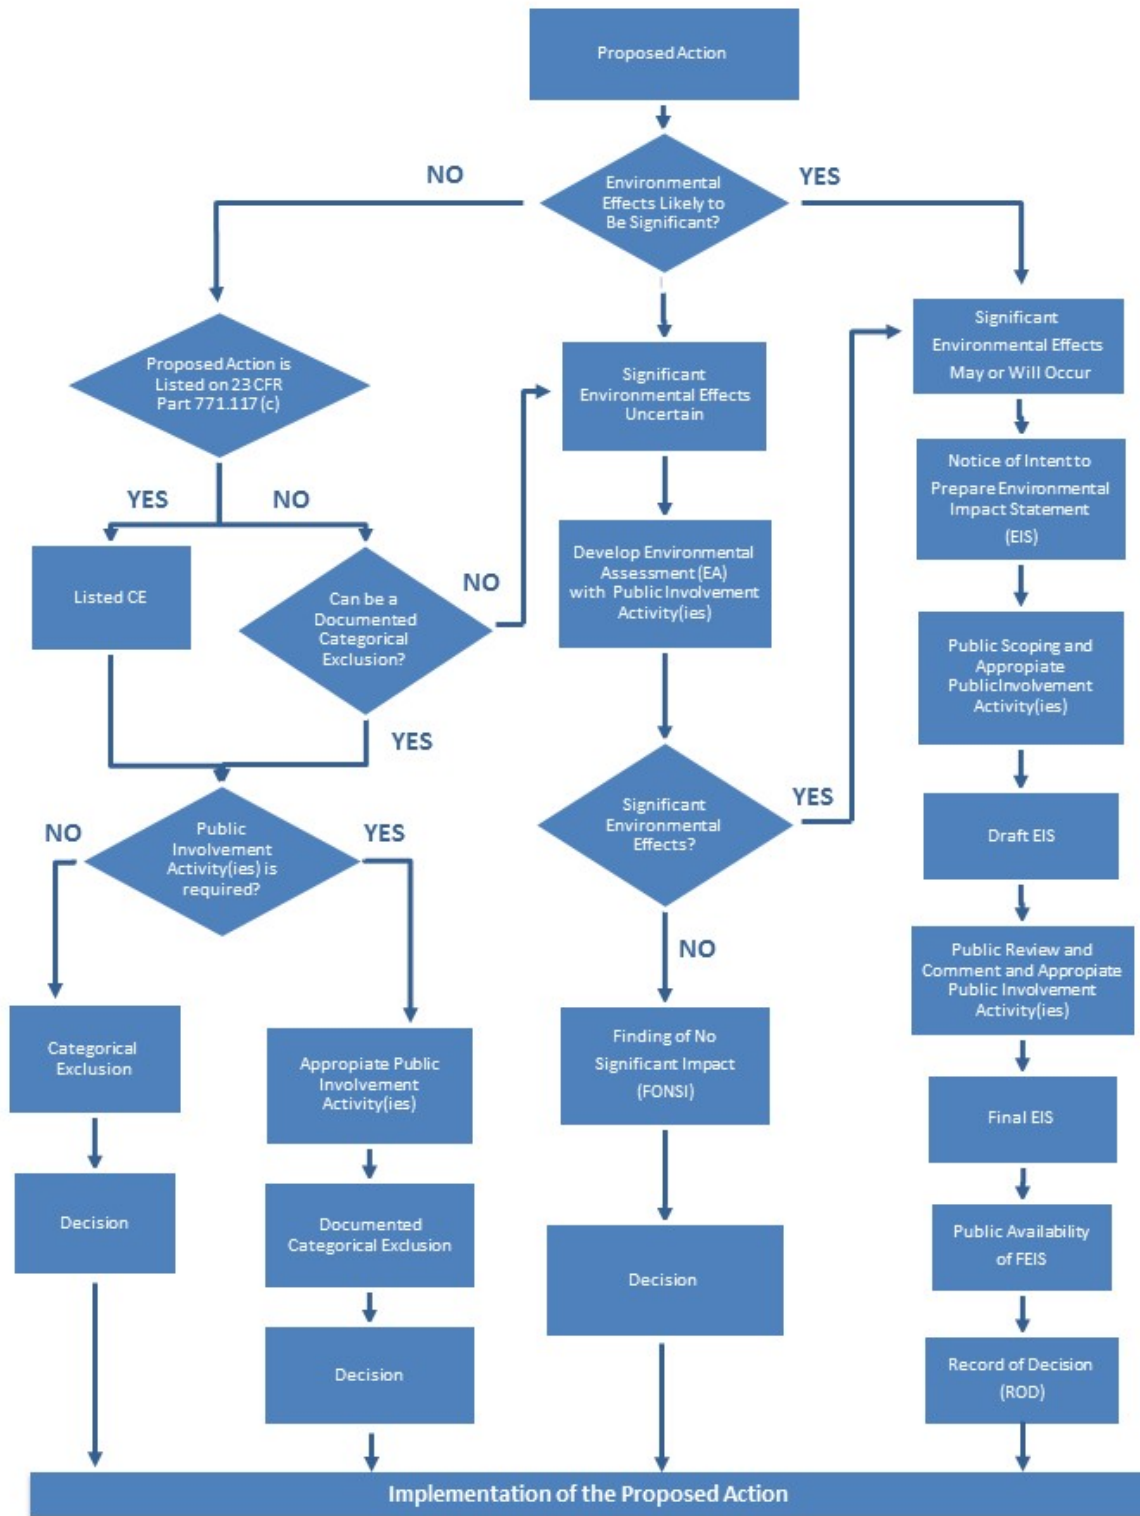 Proposed Action
NO
Environmental
Effects Likely to
Be Significant?
YES
Proposed Action is
Listed on 23 CFR
Part 771.117 (c)
Significant
Environmental Effects
Uncertain
Significant
Environmental Effects
May or Will Occur
Notice of Intent to
Prepare Environmental
Impact Statement
(EIS)
YES
NO
Listed CE
Can be a
Documented
Categorical
Exclusion?
NO
Develop Environmental
Assessment (EA)
with Public Involvement
Activity(ies)
Public Scoping and
Appropiate
PublicInvolvement
Activity(ies)
YES
NO
Public
Involvement
Activity(ies) is
required?
YES
Significant
Environmental
Effects?
YES
Draft EIS
NO
Public Review and
Comment and Appropiate
Public Involvement
Activity(ies)
Categorical
Exclusion
Appropiate Public
Involvement
Activity(ies)
Finding of No
Significant Impact
(FONSI)
Final EIS
Decision
Documented
Categorical Exclusion
Decision
Public Availability
of FEIS
Decision
Record of Decision
(ROD)
Implementation of the Proposed Action